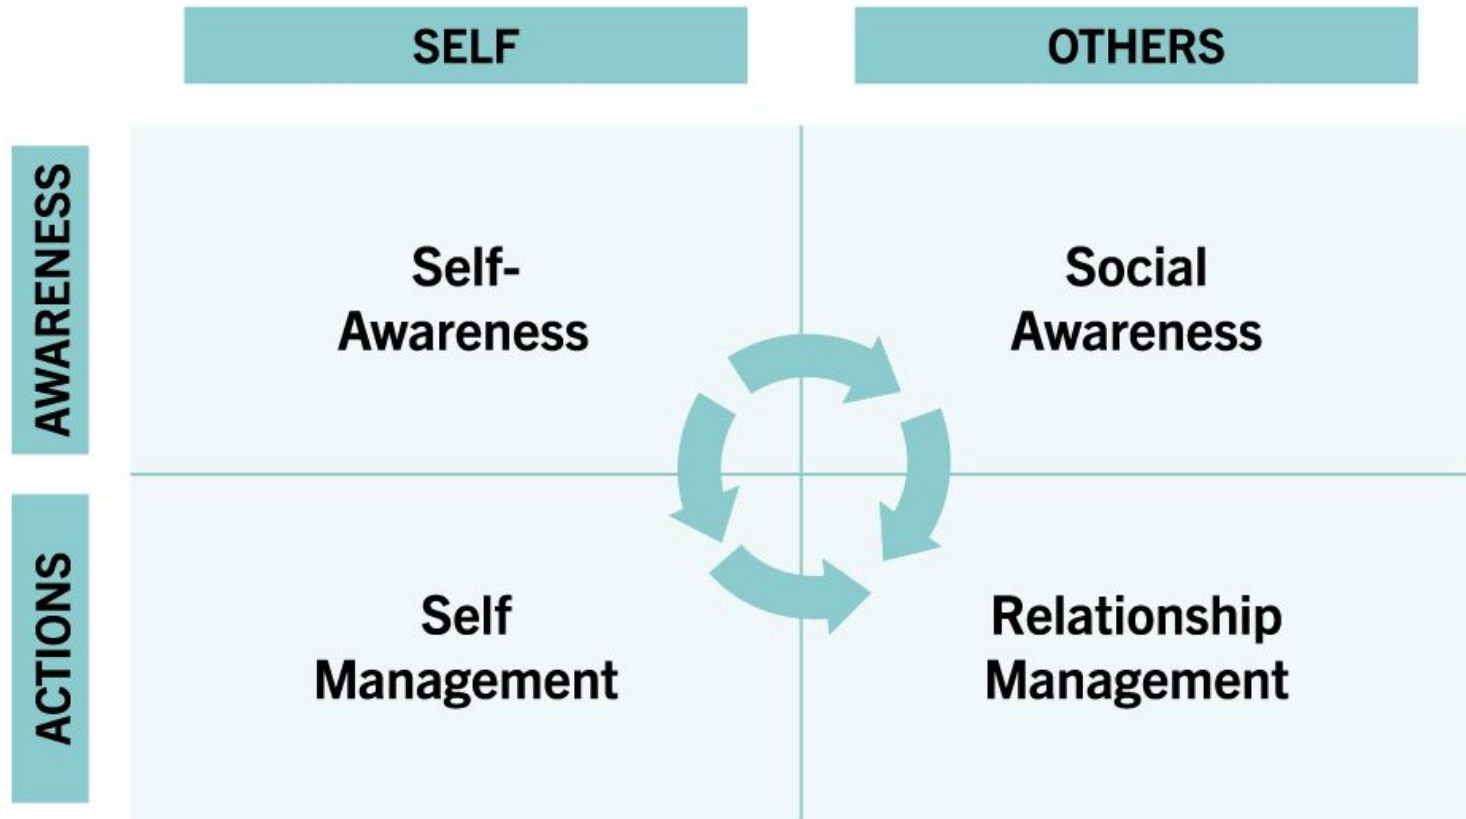 SELF
OTHERS
AWARENESS
Self-
Awareness
Social
Awareness
ACTIONS
Self
Management
Relationship
Management